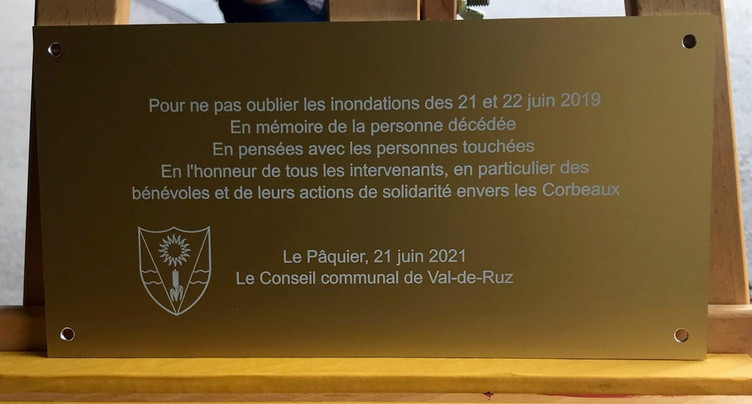 Pour ne pas oublier les inondations des 21 et 22 juin 2019
En mémoire de la personne décédée
En pensées avec les personnes touchées
En l'honneur de tous les intervenants, en particulier des
bénévoles et de leurs actions de solidarité envers les Corbeaux
Le Pâquier, 21 juin 2021
Le Conseil communal de Val-de-Ruz